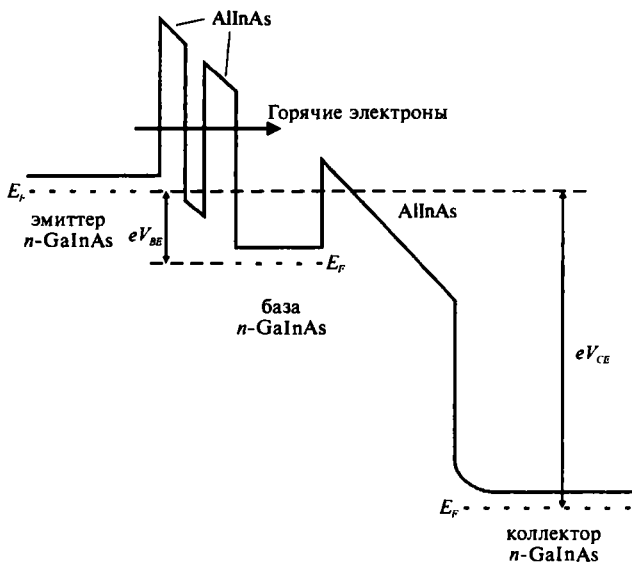 AlInAs
Горячие электроны
E_F
эмиттер
n-GaInAs
eV_BE
AlInAs
E_F
база
n-GaInAs
eV_CE
E_F
коллектор
n-GaInAs